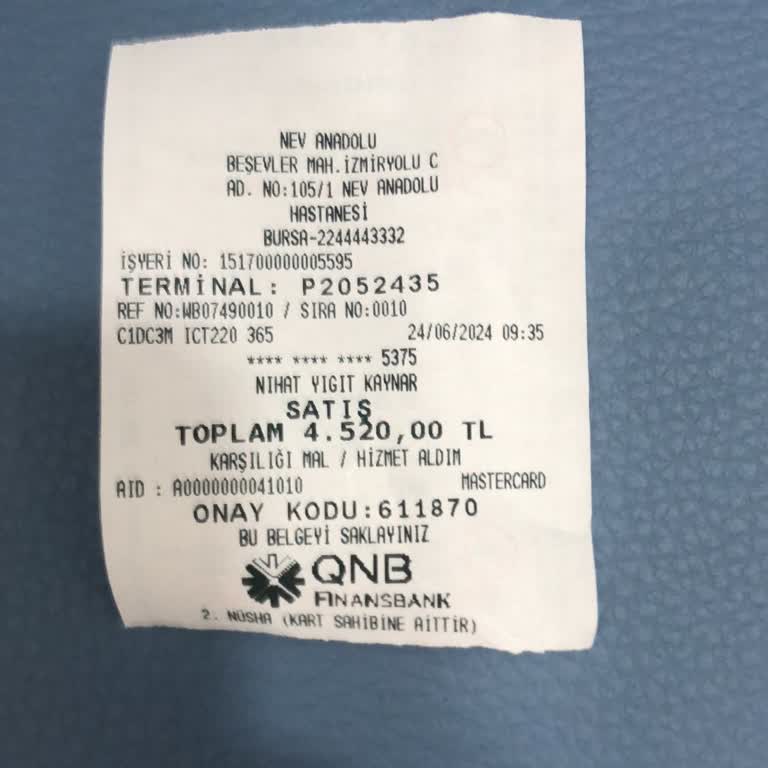 NEV ANADOLU
BEŞEVLER MAH.İZMİRYOLU C
AD. NO:105/1 NEV ANADOLU
HASTANESİ
BURSA-2244443332
İŞYERİ NO: 151700000005595
TERMİNAL: P2052435
REF NO:WB07490010 / SIRA NO:0010
C1DC3M ICT220 365 24/06/2024 09:35
**** **** **** 5375
NIHAT YIGIT KAYNAR
SATIŞ
TOPLAM 4.520,00 TL
KARŞILIĞI MAL / HİZMET ALDIM
AID : A0000000041010 MASTERCARD
ONAY KODU:611870
BU BELGEYİ SAKLAYINIZ
QNB
FINANSBANK
2. NÜSHA (KART SAHİBİNE AİTTİR)